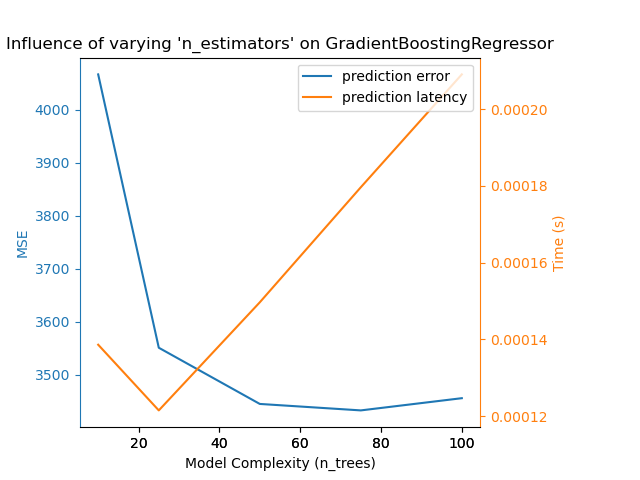 Influence of varying 'n_estimators' on GradientBoostingRegressor
prediction error
prediction latency
4000
3900
3800
3700
3600
3500
MSE
0.00020
0.00018
0.00016
0.00014
0.00012
Time (s)
20 40 60 80 100
Model Complexity (n_trees)